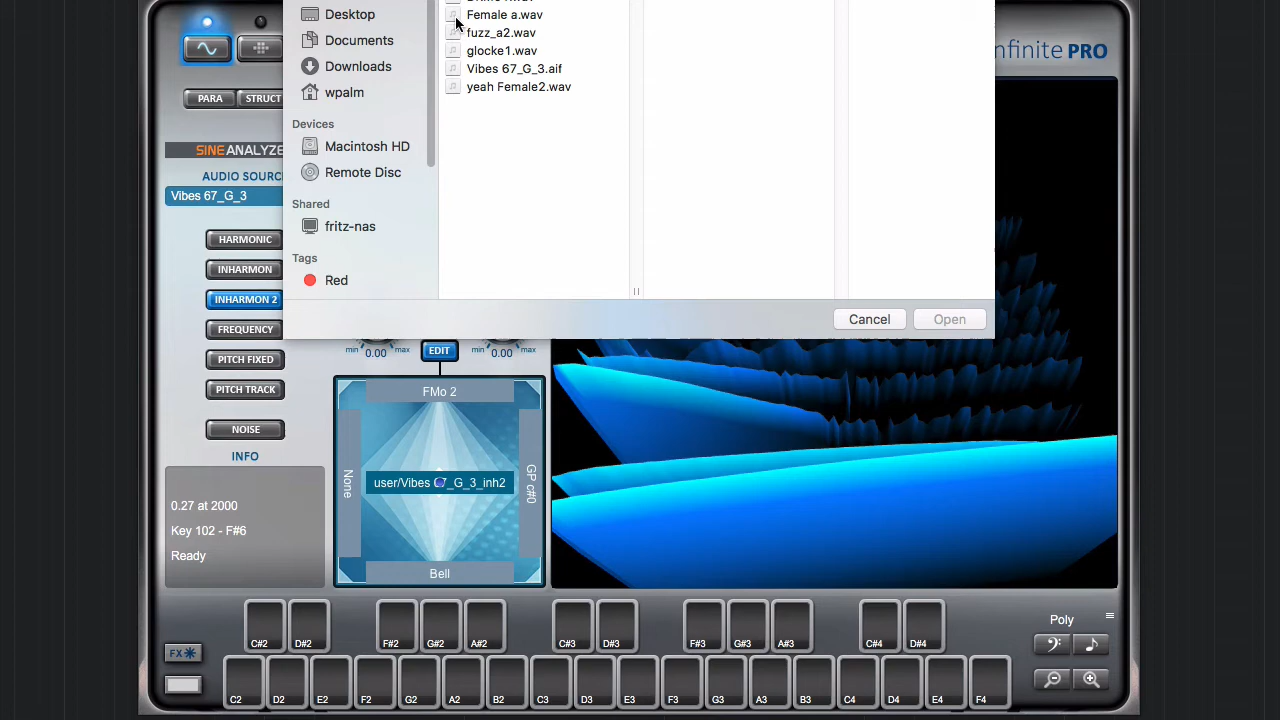 Desktop
Documents
Downloads
wpalm
Devices
Macintosh HD
Remote Disc
Shared
fritz-nas
Tags
Red
Female a.wav
fuzz_a2.wav
glocke1.wav
Vibes 67_G_3.aif
yeah Female2.wav
Cancel
Open
nfinite PRO
PARA
STRUCT
SINEANALYZE
AUDIO SOURC
Vibes 67_G_3
HARMONIC
INHARMON
INHARMON 2
FREQUENCY
PITCH FIXED
PITCH TRACK
NOISE
INFO
0.27 at 2000
Key 102 - F#6
Ready
min 0.00 max
EDIT
min 0.00 max
FMo 2
None
user/Vibes 67_G_3_inh2
GP c#0
Bell
FX
C#2 D#2 F#2 G#2 A#2 C#3 D#3 F#3 G#3 A#3 C#4 D#4
C2 D2 E2 F2 G2 A2 B2 C3 D3 E3 F3 G3 A3 B3 C4 D4 E4 F4
Poly